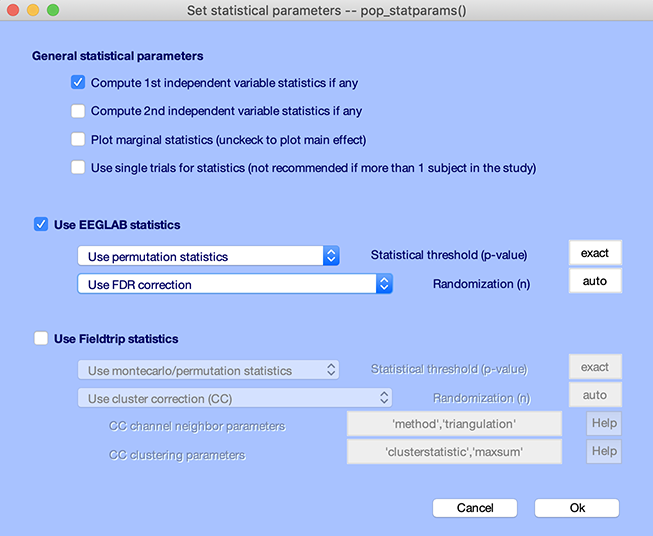 Set statistical parameters -- pop_statparams()
General statistical parameters
Compute 1st independent variable statistics if any
Compute 2nd independent variable statistics if any
Plot marginal statistics (unckeck to plot main effect)
Use single trials for statistics (not recommended if more than 1 subject in the study)
Use EEGLAB statistics
Use permutation statistics Statistical threshold (p-value) exact
Use FDR correction Randomization (n) auto
Use Fieldtrip statistics
Use montecarlo/permutation statistics Statistical threshold (p-value) exact
Use cluster correction (CC) Randomization (n) auto
CC channel neighbor parameters 'method','triangulation' Help
CC clustering parameters 'clusterstatistic','maxsum' Help
Cancel Ok